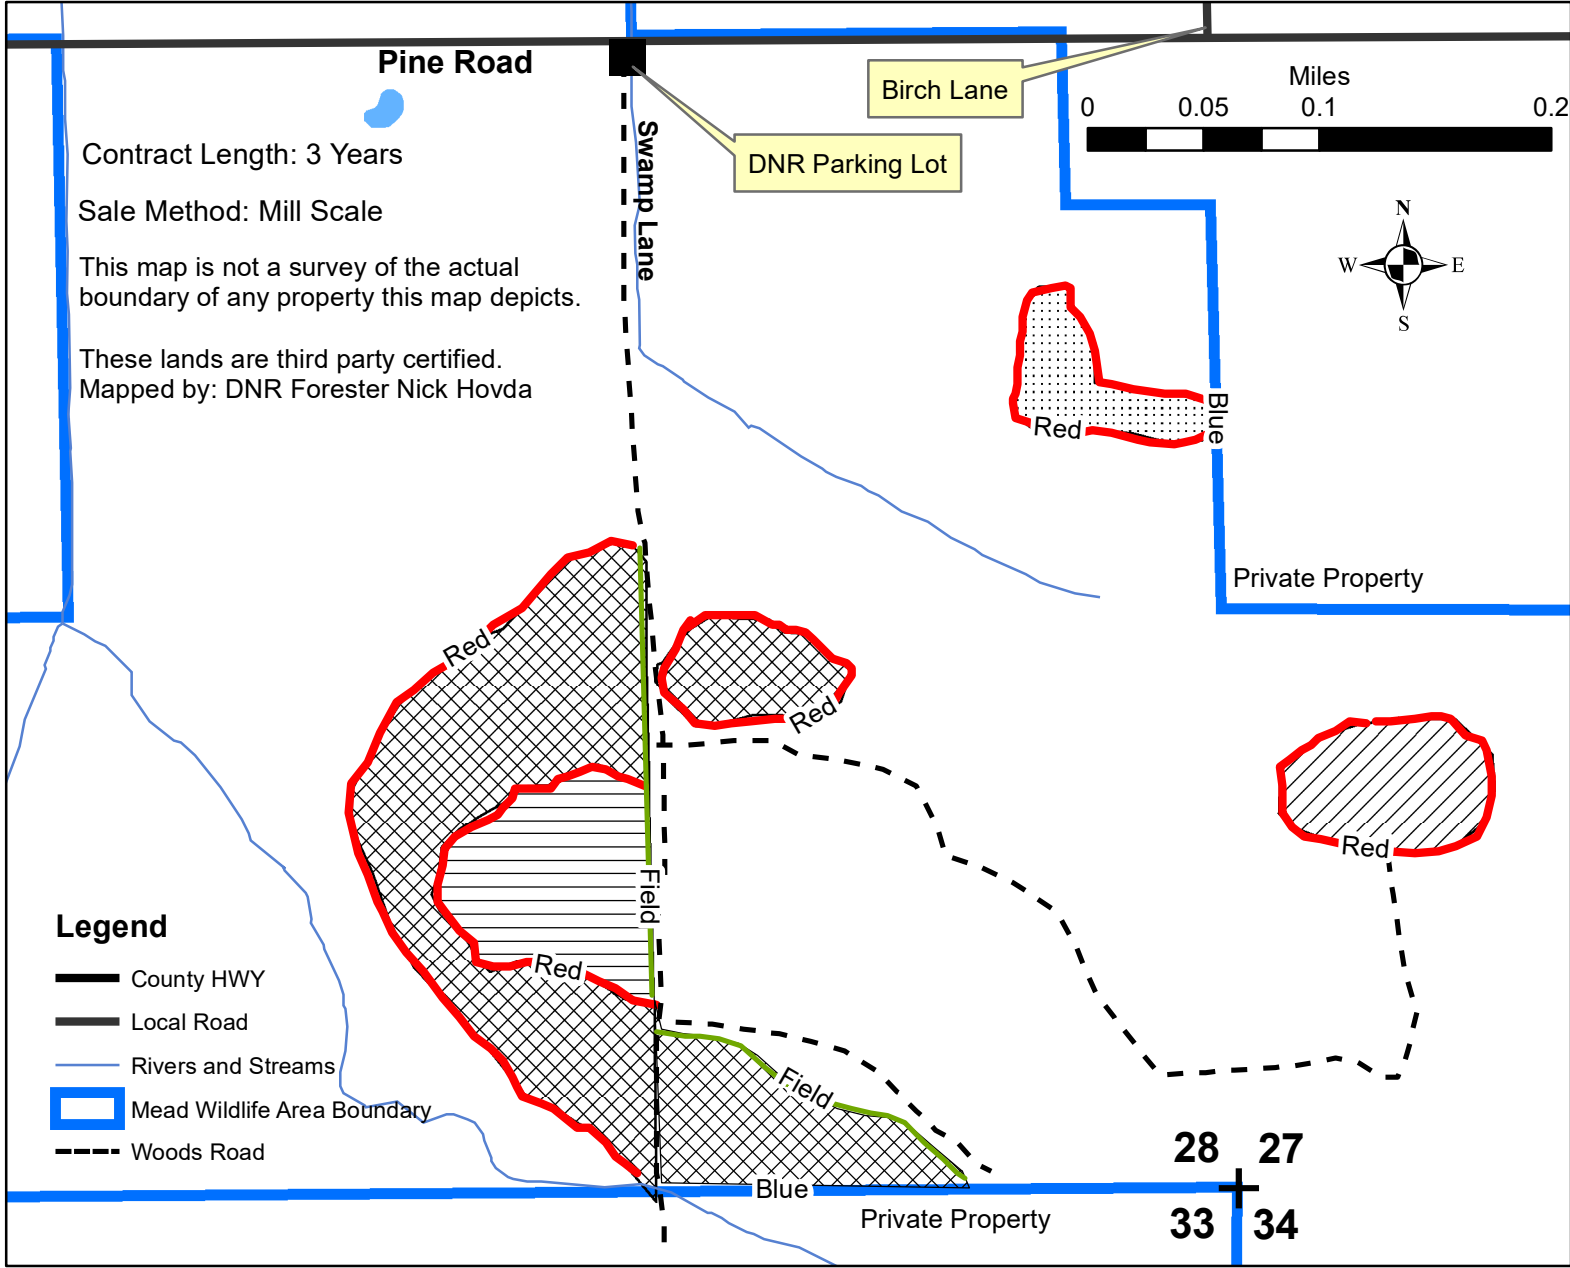 Pine Road
Birch Lane
Miles
0 0.05 0.1 0.2
Swamp Lane
DNR Parking Lot
Contract Length: 3 Years
Sale Method: Mill Scale
This map is not a survey of the actual
boundary of any property this map depicts.
These lands are third party certified.
Mapped by: DNR Forester Nick Hovda
N
W E
S
Red
Blue
Private Property
Red
Red
Red
Field
Red
Field
Blue
Private Property
28 27
33 34
Legend
County HWY
Local Road
Rivers and Streams
Mead Wildlife Area Boundary
Woods Road